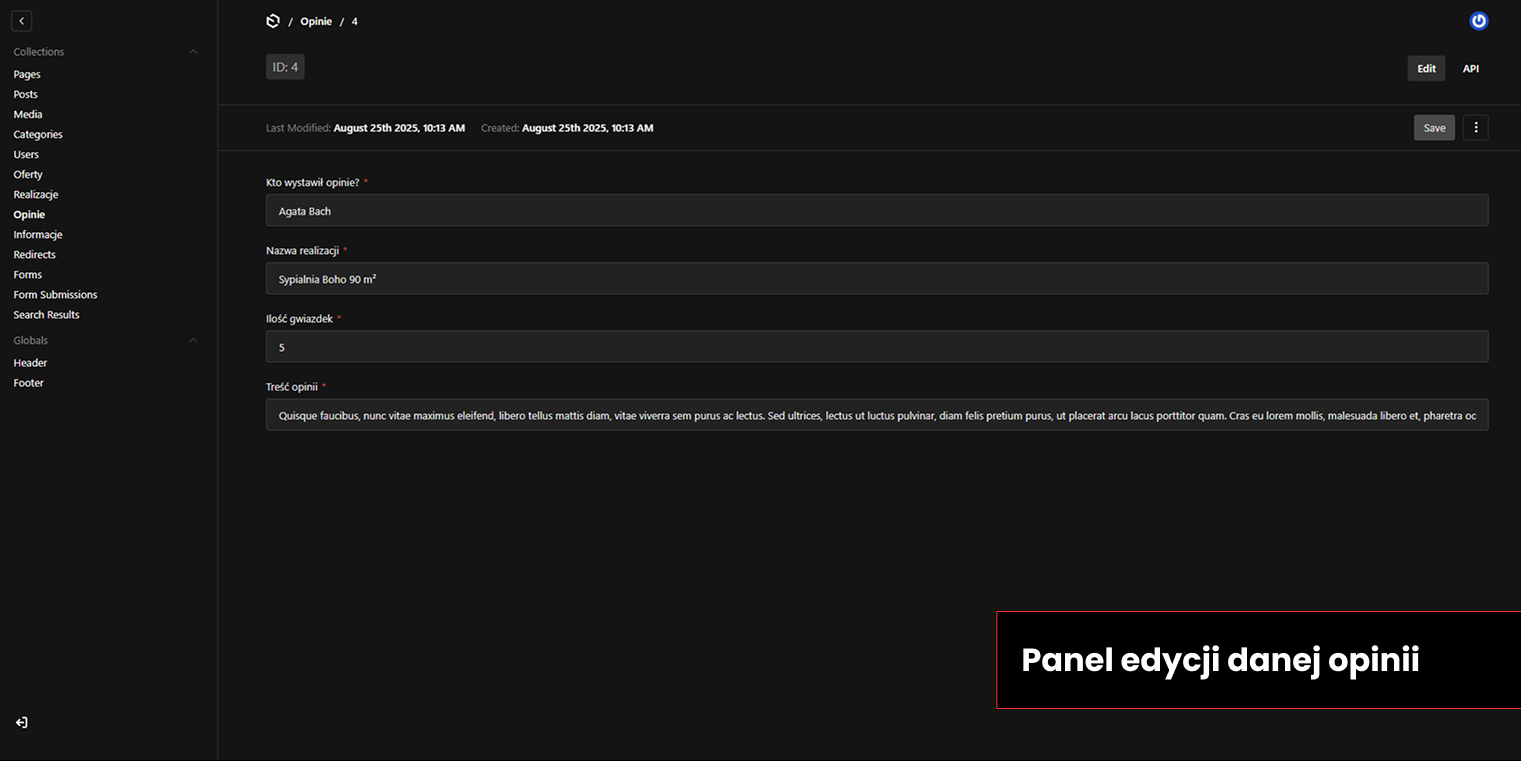 Collections
Pages
Posts
Media
Categories
Users
Oferty
Realizacje
Opinie
Informacje
Redirects
Forms
Form Submissions
Search Results
Globals
Header
Footer
/ Opinie / 4
ID: 4
Edit API
Last Modified: August 25th 2025, 10:13 AM Created: August 25th 2025, 10:13 AM
Save
Kto wystawił opinie? *
Agata Bach
Nazwa realizacji *
Sypialnia Boho 90 m²
Ilość gwiazdek *
5
Treść opinii *
Quisque faucibus, nunc vitae maximus eleifend, libero tellus mattis diam, vitae viverra sem purus ac lectus. Sed ultrices, lectus ut luctus pulvinar, diam felis pretium purus, ut placerat arcu lacus porttitor quam. Cras eu lorem mollis, malesuada libero et, pharetra oc
Panel edycji danej opinii